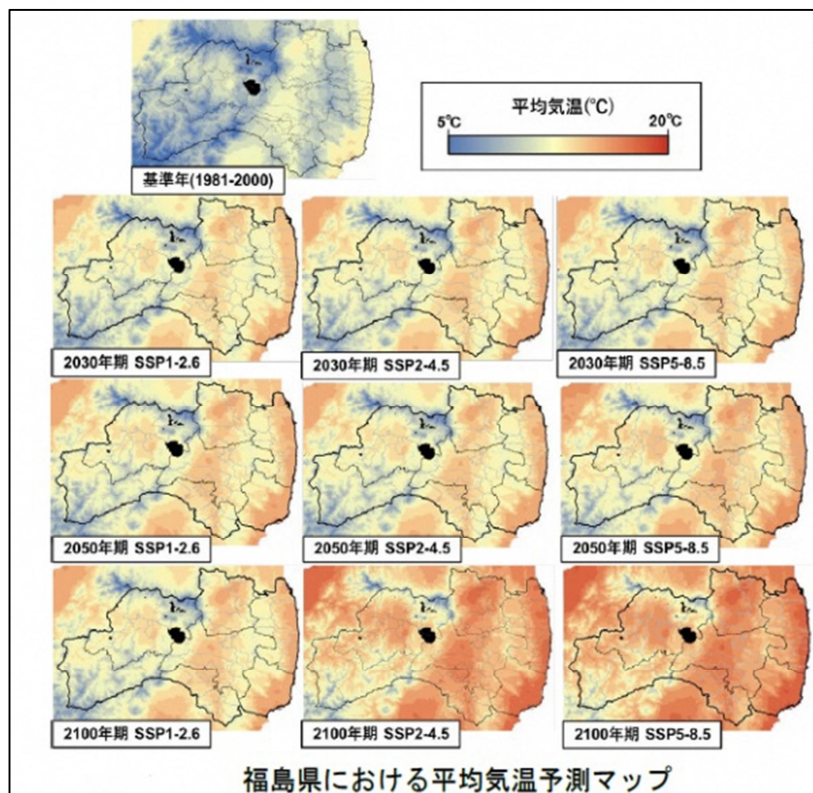 平均気温(℃)
5℃
20℃
基準年(1981-2000)
2030年期 SSP1-2.6
2030年期 SSP2-4.5
2030年期 SSP5-8.5
2050年期 SSP1-2.6
2050年期 SSP2-4.5
2050年期 SSP5-8.5
2100年期 SSP1-2.6
2100年期 SSP2-4.5
2100年期 SSP5-8.5
福島県における平均気温予測マップ